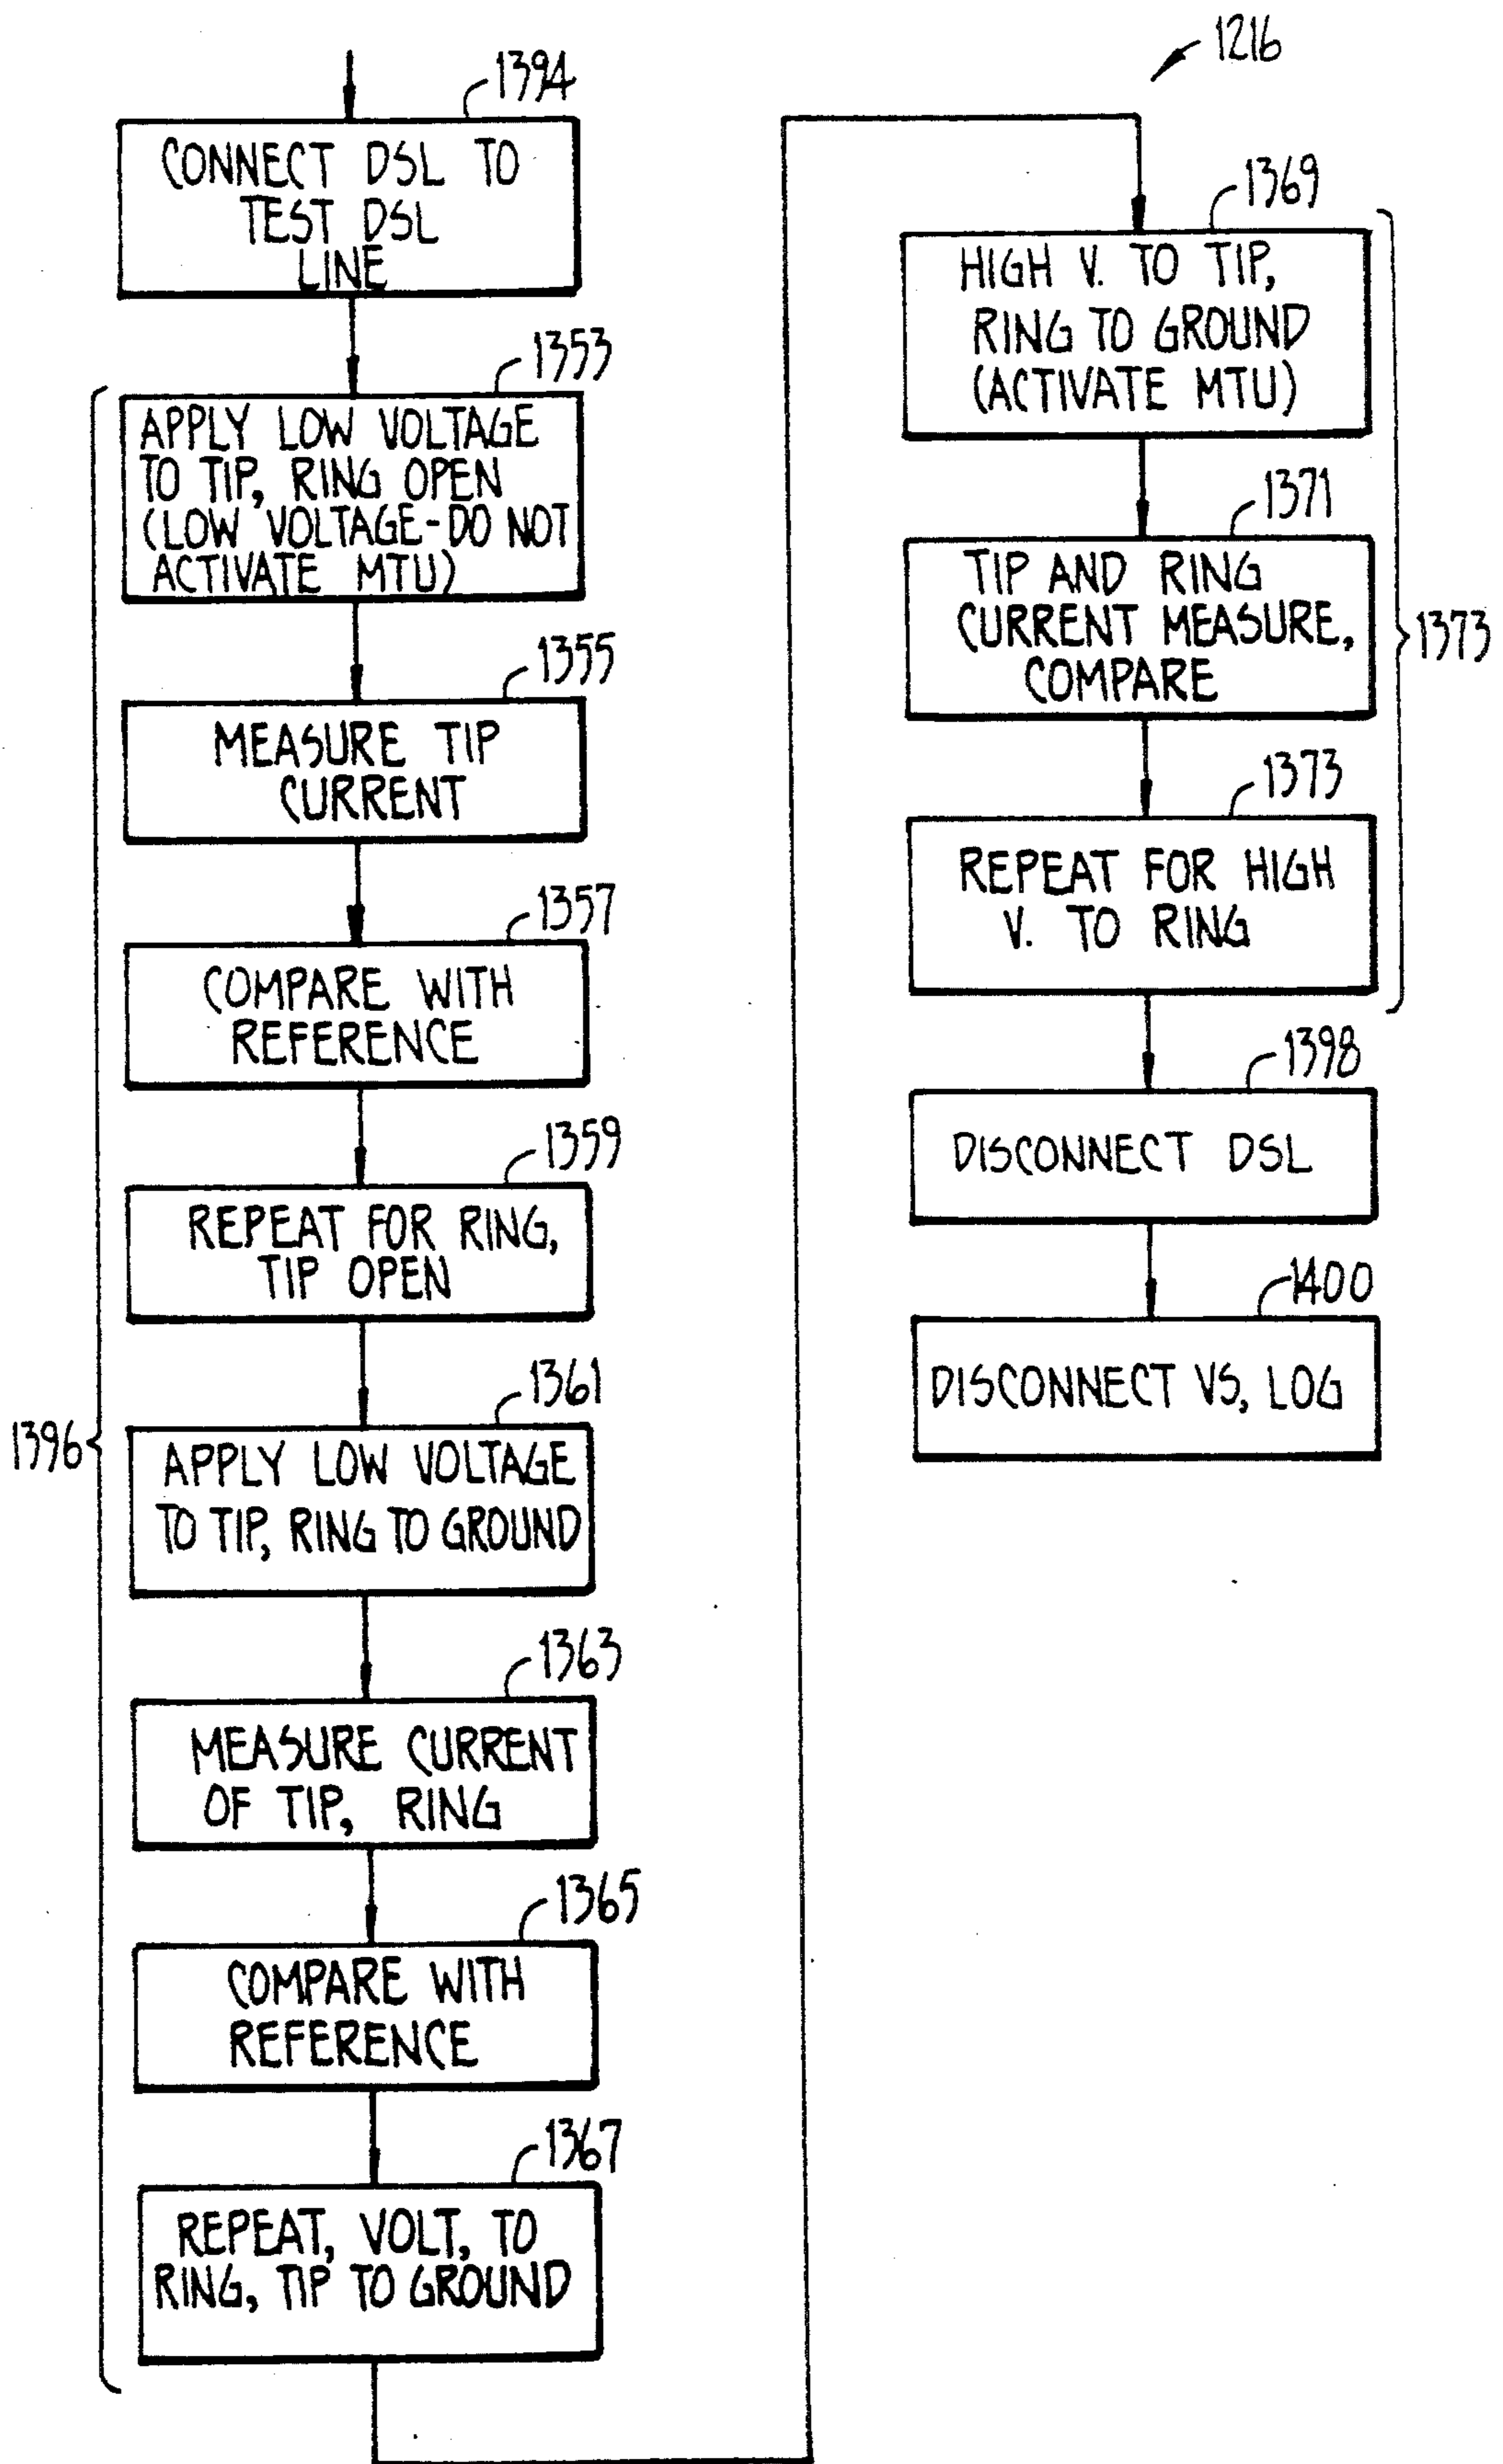 1216
1394
CONNECT DSL TO
TEST DSL
LINE
1353
APPLY LOW VOLTAGE
TO TIP, RING OPEN
(LOW VOLTAGE-DO NOT
ACTIVATE MTU)
1355
MEASURE TIP
CURRENT
1357
COMPARE WITH
REFERENCE
1359
REPEAT FOR RING,
TIP OPEN
1361
APPLY LOW VOLTAGE
TO TIP, RING TO GROUND
1396
1363
MEASURE CURRENT
OF TIP, RING
1365
COMPARE WITH
REFERENCE
1367
REPEAT, VOLT, TO
RING, TIP TO GROUND
1369
HIGH V. TO TIP,
RING TO GROUND
(ACTIVATE MTU)
1371
TIP AND RING
CURRENT MEASURE,
COMPARE
1373
1373
REPEAT FOR HIGH
V. TO RING
1398
DISCONNECT DSL
1400
DISCONNECT VS, LOG